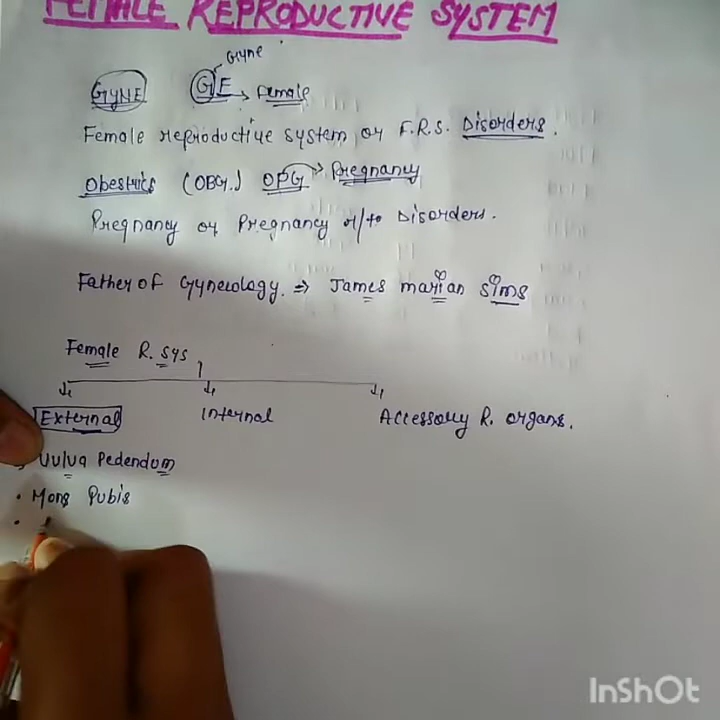 FEMALE REPRODUCTIVE SYSTEM
Gyne
GYNE GF → Female
Female reproductive system or F.R.S. Disorders.
Obestrics (OBG.) OPG → Pregnancy
Pregnancy or Pregnancy r/to Disorders.
Father of Gynecology. ⇒ James marian sims
Female R. sys
External Internal Accessory R. organs.
Vulva Pedendum
• Mons Pubis
•
InShOt